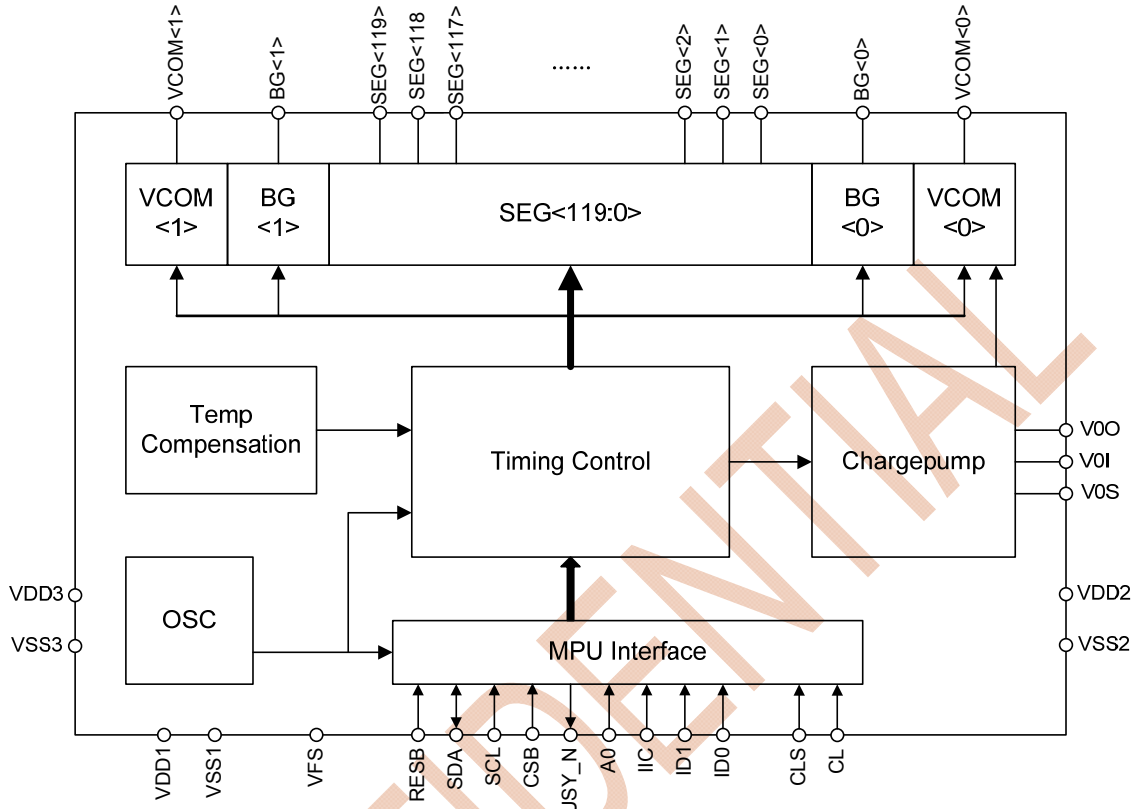 VCOM<1>
BG<1>
SEG<119>
SEG<118
SEG<117>
......
SEG<2>
SEG<1>
SEG<0>
BG<0>
VCOM<0>
VCOM
<1>
BG
<1>
SEG<119:0>
BG
<0>
VCOM
<0>
Temp
Compensation
Timing Control
Chargepump
V0O
V0I
V0S
OSC
MPU Interface
VDD3
VSS3
VDD2
VSS2
VDD1
VSS1
VFS
RESB
SDA
SCL
CSB
USY_N
A0
IIC
ID1
ID0
CLS
CL
IDENTIAL